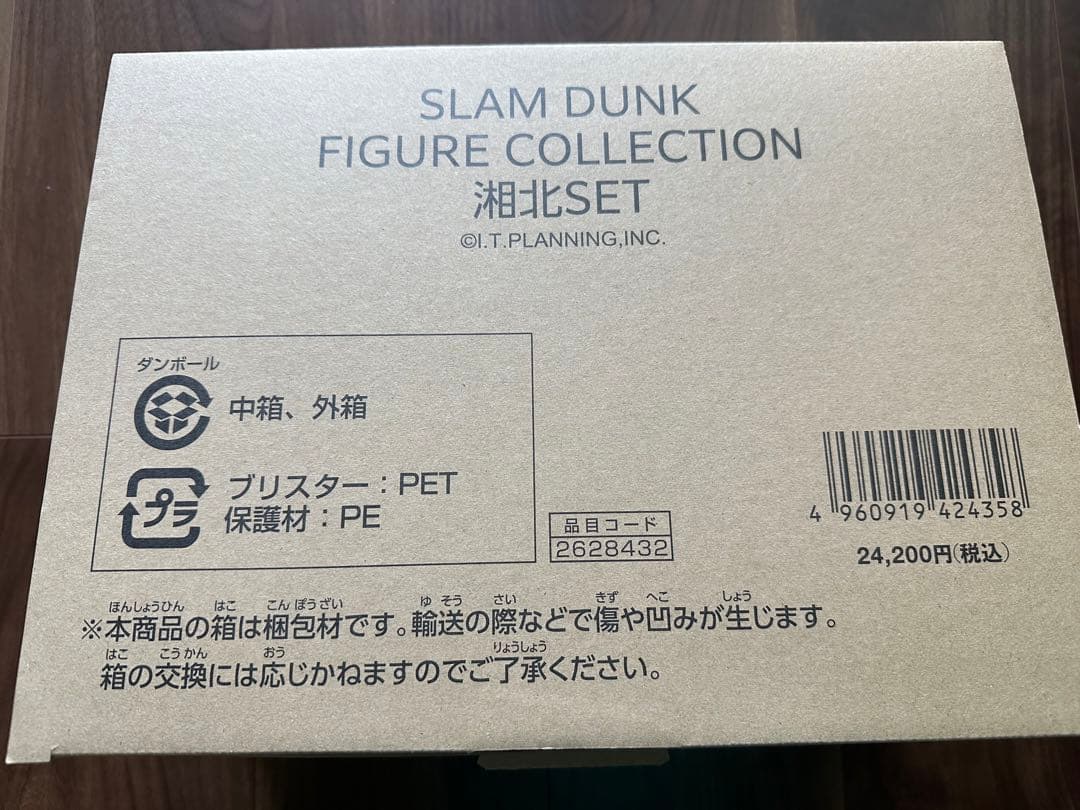 SLAM DUNK
FIGURE COLLECTION
湘北SET
©I.T.PLANNING,INC.
ダンボール
中箱、外箱
プラ
ブリスター：PET
保護材：PE
品目コード
2628432
4 960919 424358
24,200円(税込)
ほんしょうひん はこ こんぽうざい ゆそう さい きず へこ しょう
※本商品の箱は梱包材です。輸送の際などで傷や凹みが生じます。
はこ こうかん おう りょうしょう
箱の交換には応じかねますのでご了承ください。